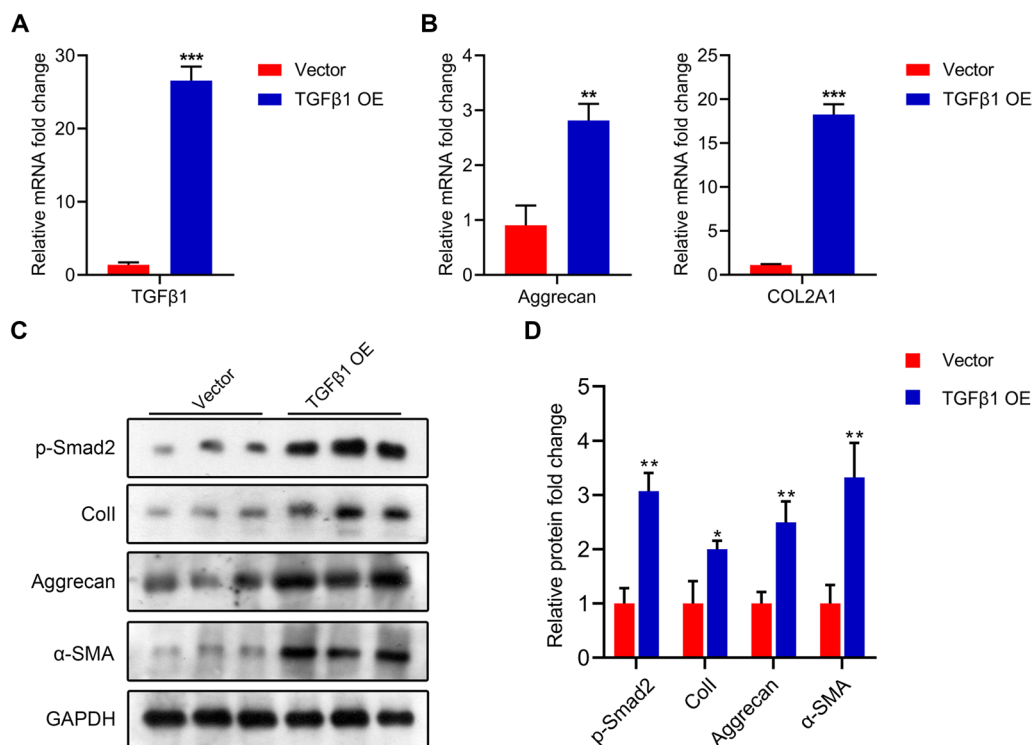 A
Relative mRNA fold change
30
20
10
0
***
TGFβ1
Vector
TGFβ1 OE
B
Relative mRNA fold change
4
3
2
1
0
**
Aggrecan
Relative mRNA fold change
25
20
15
10
5
0
***
COL2A1
Vector
TGFβ1 OE
C
Vector
TGFβ1 OE
p-Smad2
ColI
Aggrecan
α-SMA
GAPDH
D
Vector
TGFβ1 OE
Relative protein fold change
5
4
3
2
1
0
**
*
**
**
p-Smad2
ColI
Aggrecan
α-SMA